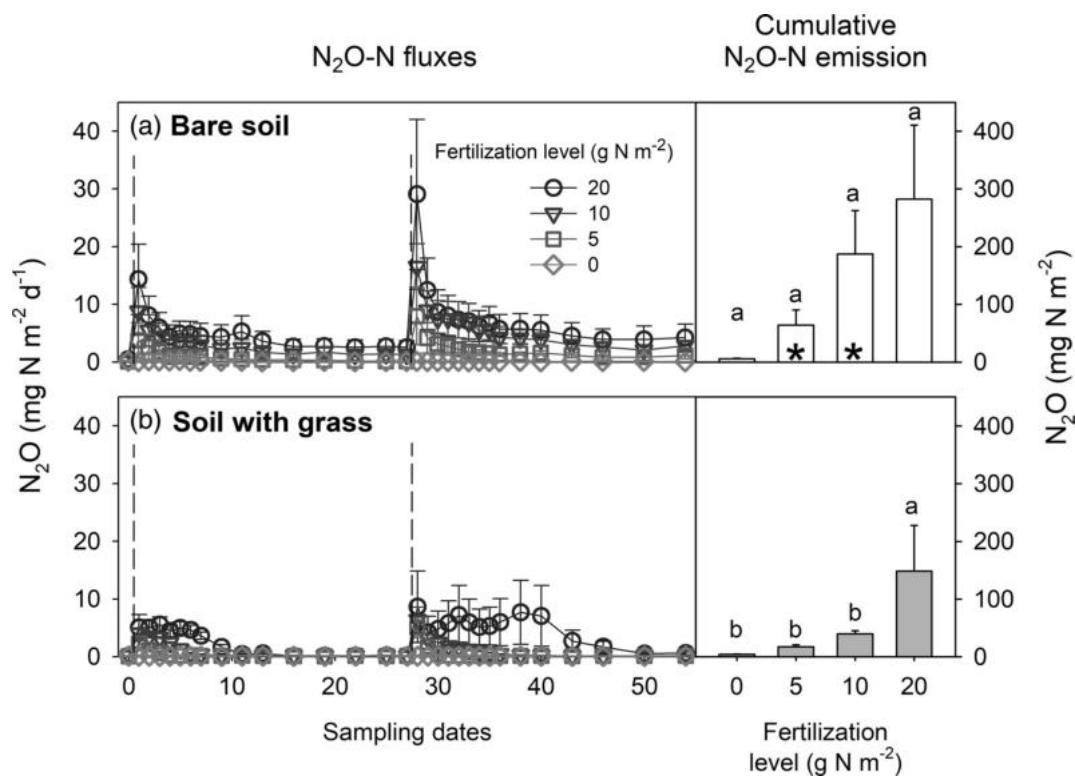 N₂O-N fluxes
Cumulative
N₂O-N emission
(a) Bare soil
Fertilization level (g N m⁻²)
20
10
5
0
40
30
20
10
0
N₂O (mg N m⁻² d⁻¹)
a
a
a
a
*
*
400
300
200
100
0
N₂O (mg N m⁻²)
(b) Soil with grass
40
30
20
10
0
b
b
b
a
400
300
200
100
0
0
10
20
30
40
50
0
5
10
20
Sampling dates
Fertilization
level (g N m⁻²)